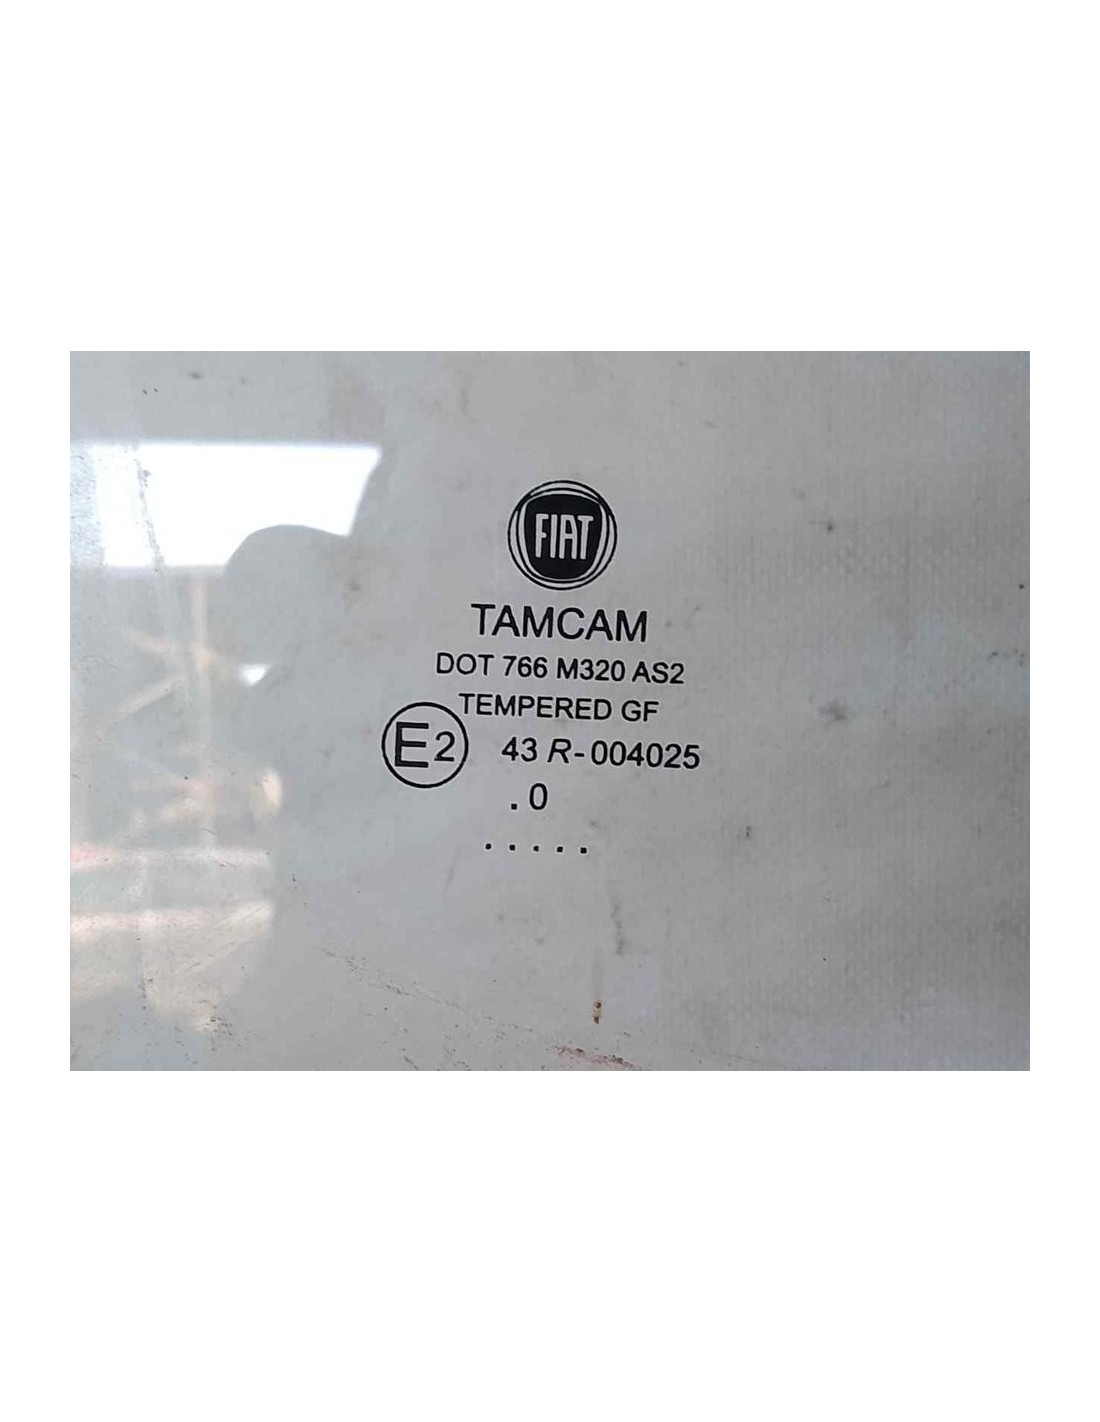 FIAT
TAMCAM
DOT 766 M320 AS2
TEMPERED GF
E2 43 R-004025
.0
.....